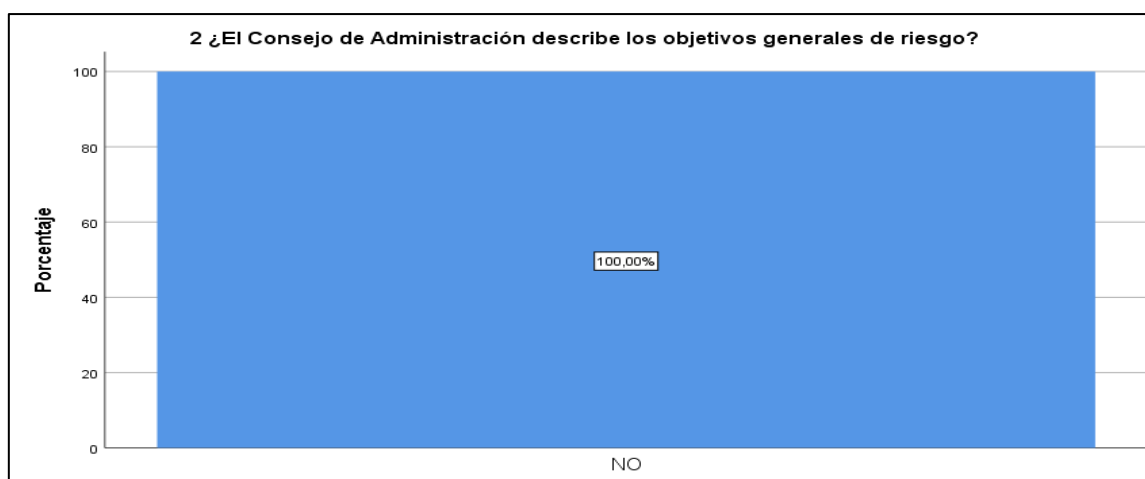 2 ¿El Consejo de Administración describe los objetivos generales de riesgo?
Porcentaje
100
80
60
40
20
0
100,00%
NO